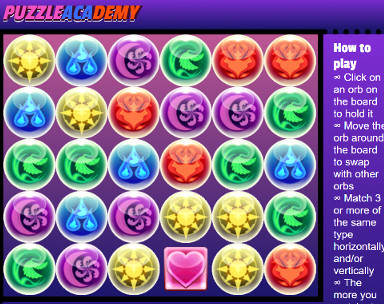 PUZZLEACADEMY
How to
play
∞ Click on
an orb on
the board
to hold it
∞ Move the
orb around
the board
to swap
with other
orbs
∞ Match 3
or more of
the same
type
horizontally
and/or
vertically
∞ The
more you